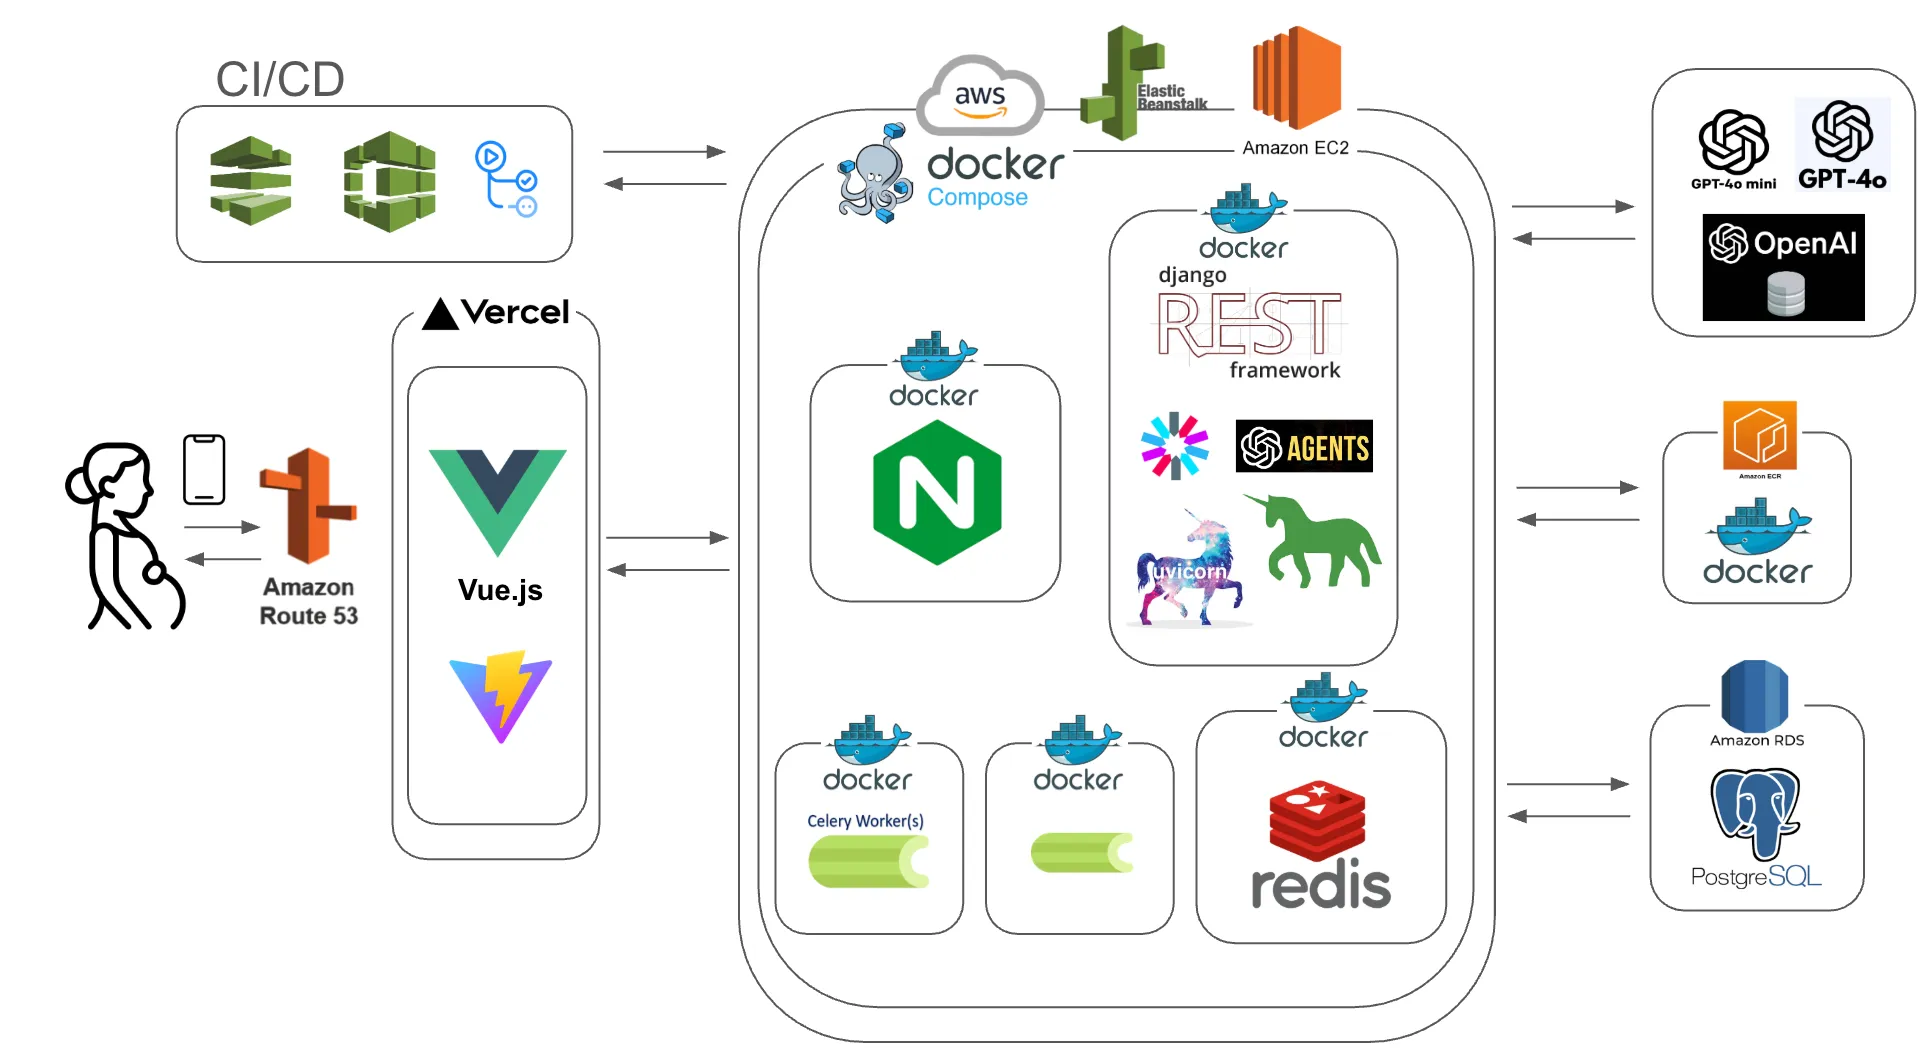 CI/CD
aws
Elastic
Beanstalk
Amazon EC2
docker
Compose
GPT-4o mini
GPT-4o
OpenAI
docker
django
REST
framework
Vercel
docker
AGENTS
Amazon ECR
docker
Vue.js
uvicorn
Amazon
Route 53
docker
Amazon RDS
docker
docker
Celery Worker(s)
redis
PostgreSQL